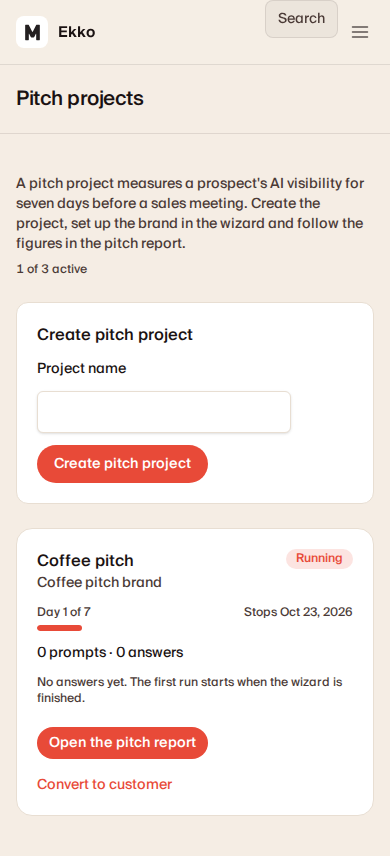 M Ekko
Search
Pitch projects
A pitch project measures a prospect's AI visibility for
seven days before a sales meeting. Create the
project, set up the brand in the wizard and follow the
figures in the pitch report.
1 of 3 active
Create pitch project
Project name
Create pitch project
Coffee pitch
Running
Coffee pitch brand
Day 1 of 7
Stops Oct 23, 2026
0 prompts · 0 answers
No answers yet. The first run starts when the wizard is
finished.
Open the pitch report
Convert to customer